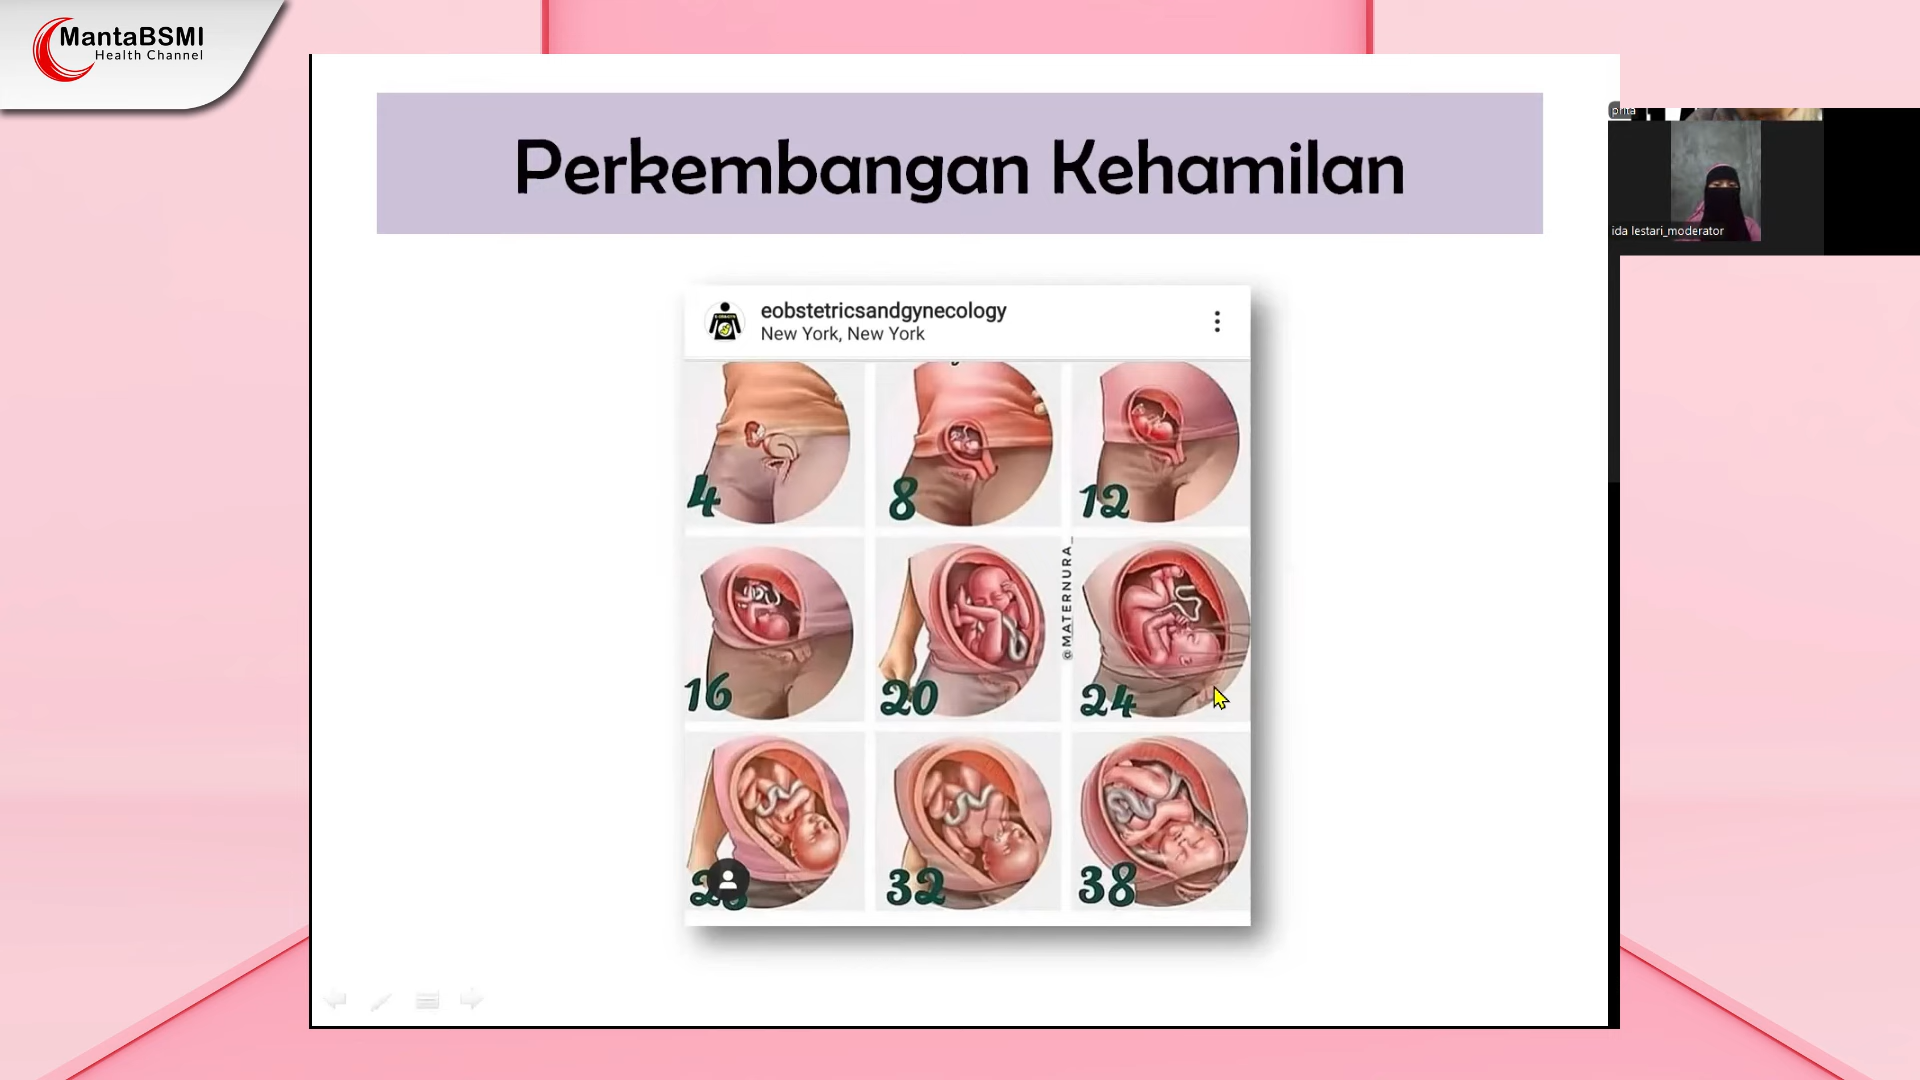 MantaBSMI
Health Channel
Perkembangan Kehamilan
prita
ida lestari_moderator
eobstetricsandgynecology
New York, New York
4
8
12
@MATERNURA_
16
20
24
32
38